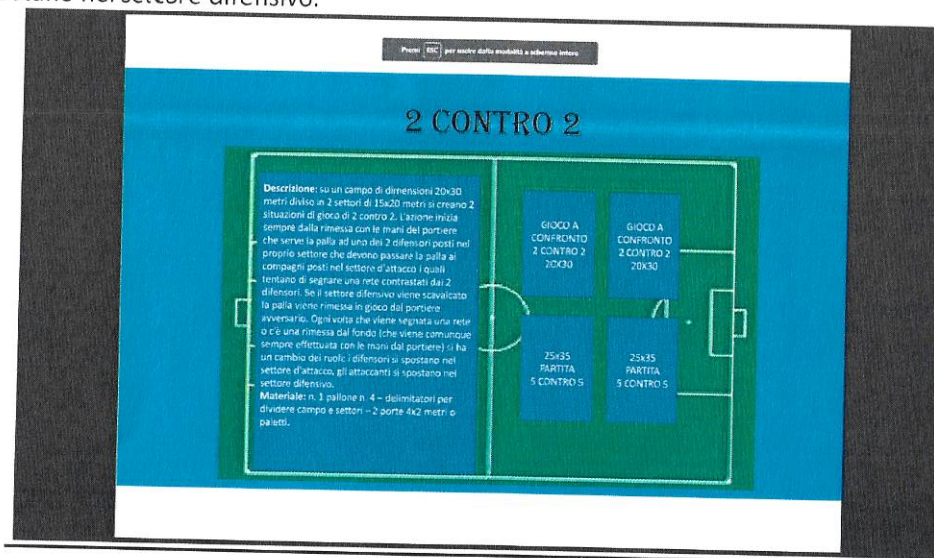 nel settore difensivo.
Premi ESC per uscire dalla modalità a schermo intero
2 CONTRO 2
Descrizione: su un campo di dimensioni 20x30
metri diviso in 2 settori di 15x20 metri si creano 2
situazioni di gioco di 2 contro 2. L'azione inizia
sempre dalla rimessa con le mani del portiere
che serve la palla ad uno dei 2 difensori posti nel
proprio settore che devono passare la palla ai
compagni posti nel settore d'attacco i quali
tentano di segnare una rete contrastati dai 2
difensori. Se il settore difensivo viene scavalcato
la palla viene rimessa in gioco dal portiere
avversario. Ogni volta che viene segnata una rete
o c'è una rimessa dal fondo (che viene comunque
sempre effettuata con le mani dal portiere) si ha
un cambio dei ruoli: i difensori si spostano nel
settore d'attacco, gli attaccanti si spostano nel
settore difensivo.
Materiale: n. 1 pallone n. 4 – delimitatori per
dividere campo e settori – 2 porte 4x2 metri o
paletti.
GIOCO A
CONFRONTO
2 CONTRO 2
20X30
GIOCO A
CONFRONTO
2 CONTRO 2
20X30
25x35
PARTITA
5 CONTRO 5
25x35
PARTITA
5 CONTRO 5